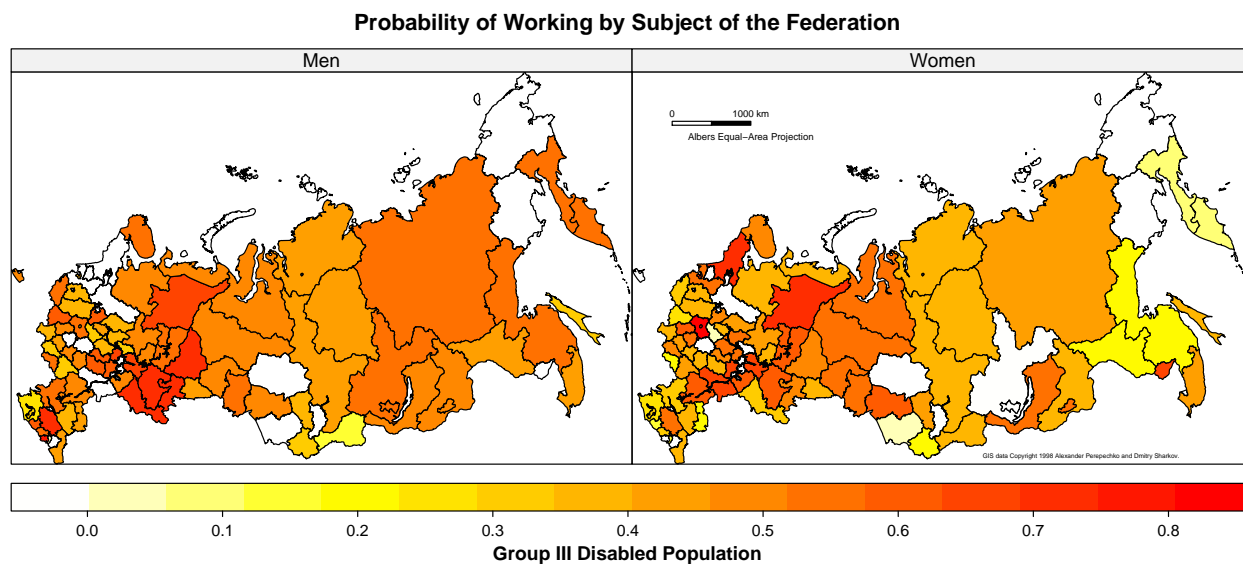 Probability of Working by Subject of the Federation
Men
Women
0 1000 km
Albers Equal−Area Projection
GIS data Copyright 1998 Alexander Perepechko and Dmitry Sharkov.
0.0 0.1 0.2 0.3 0.4 0.5 0.6 0.7 0.8
Group III Disabled Population